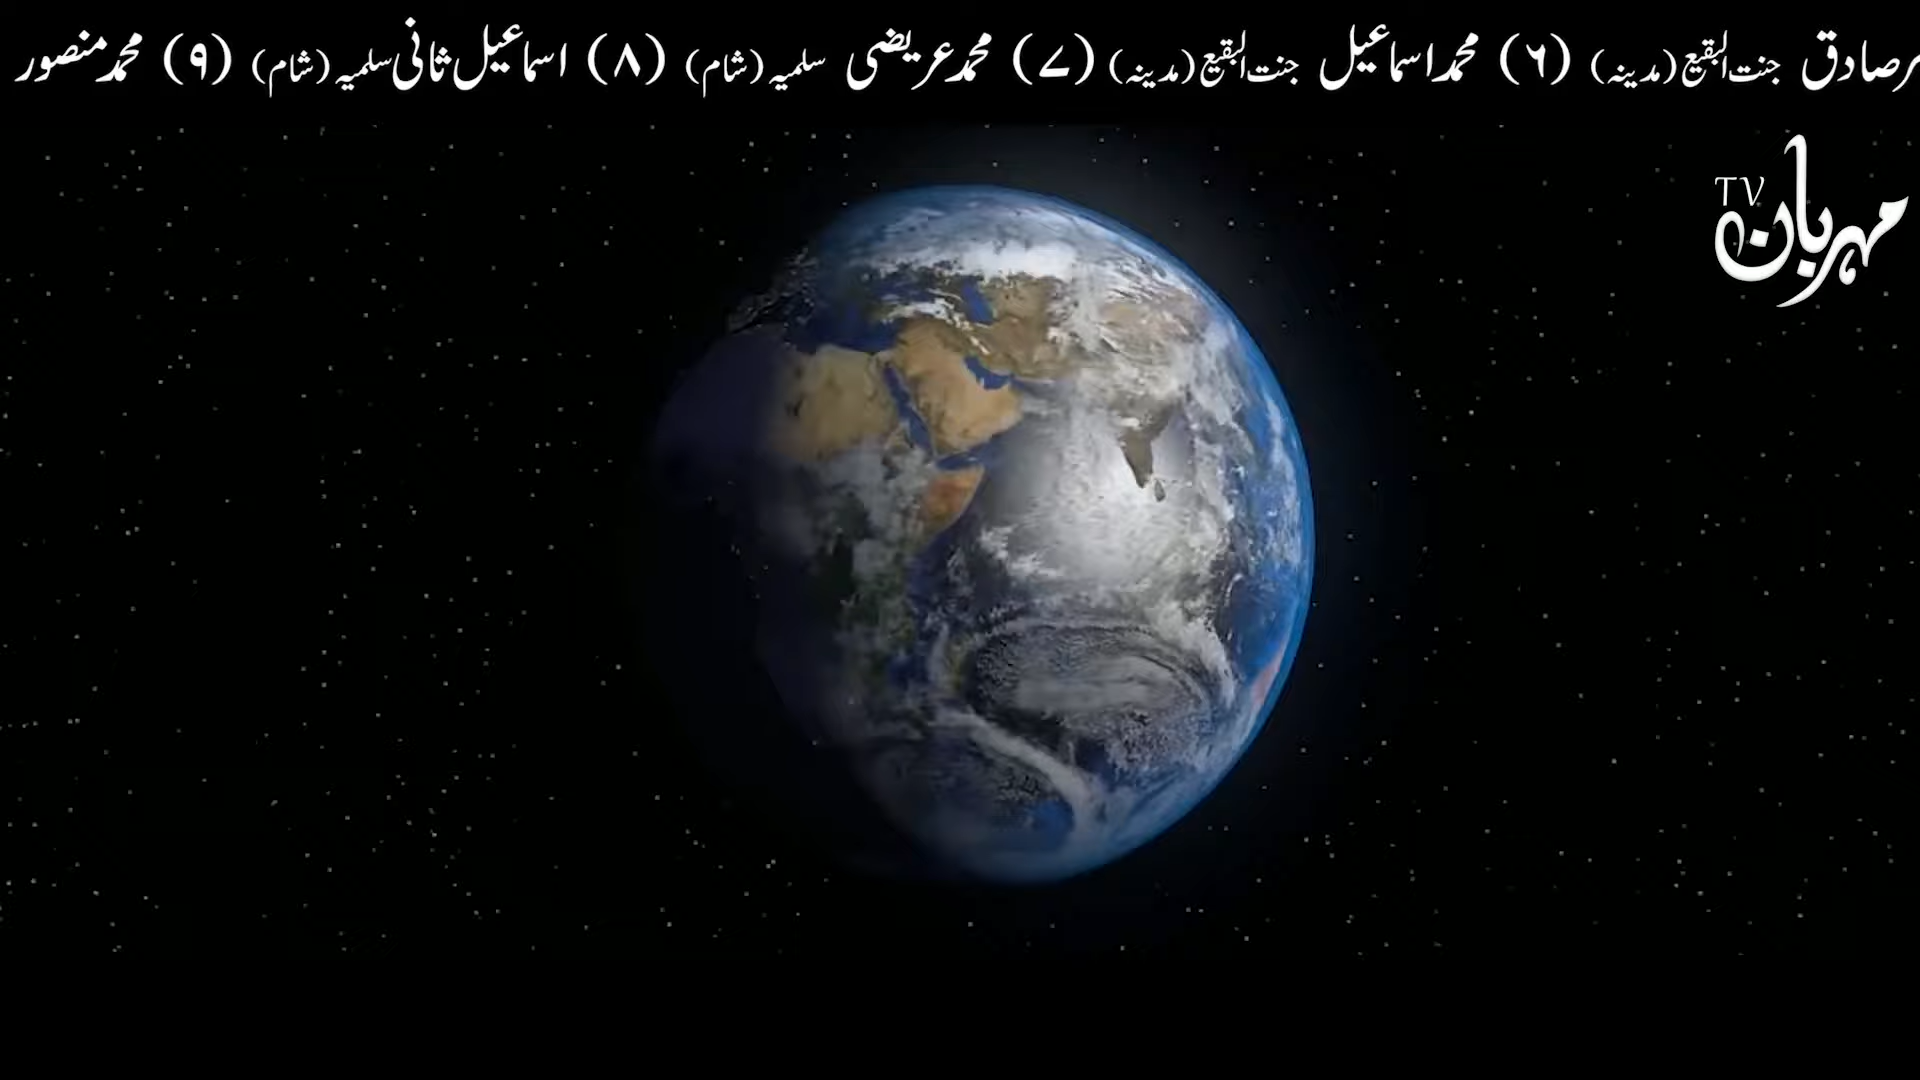 صادق جنت البقیع (مدینہ) (٦) محمد اسماعیل جنت البقیع (مدینہ) (٧) محمد عریضی سلمیہ (شام) (٨) اسماعیل ثانی سلمیہ (شام) (٩) محمد منصور
TV
مہربان